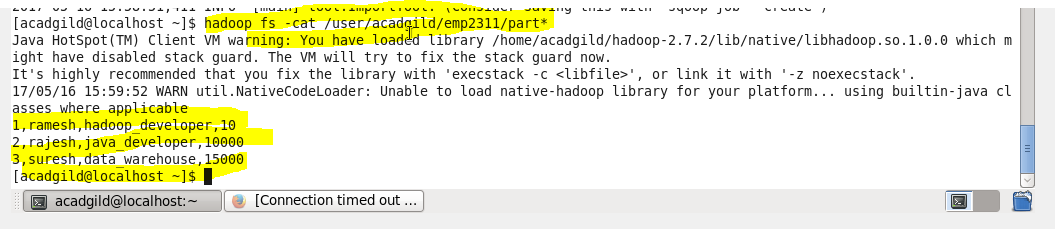 [acadgild@localhost ~]$ hadoop fs -cat /user/acadgild/emp2311/part*
Java HotSpot(TM) Client VM warning: You have loaded library /home/acadgild/hadoop-2.7.2/lib/native/libhadoop.so.1.0.0 which m
ight have disabled stack guard. The VM will try to fix the stack guard now.
It's highly recommended that you fix the library with 'execstack -c <libfile>', or link it with '-z noexecstack'.
17/05/16 15:59:52 WARN util.NativeCodeLoader: Unable to load native-hadoop library for your platform... using builtin-java cl
asses where applicable
1,ramesh,hadoop_developer,10
2,rajesh,java_developer,10000
3,suresh,data_warehouse,15000
[acadgild@localhost ~]$
acadgild@localhost:~
[Connection timed out ...